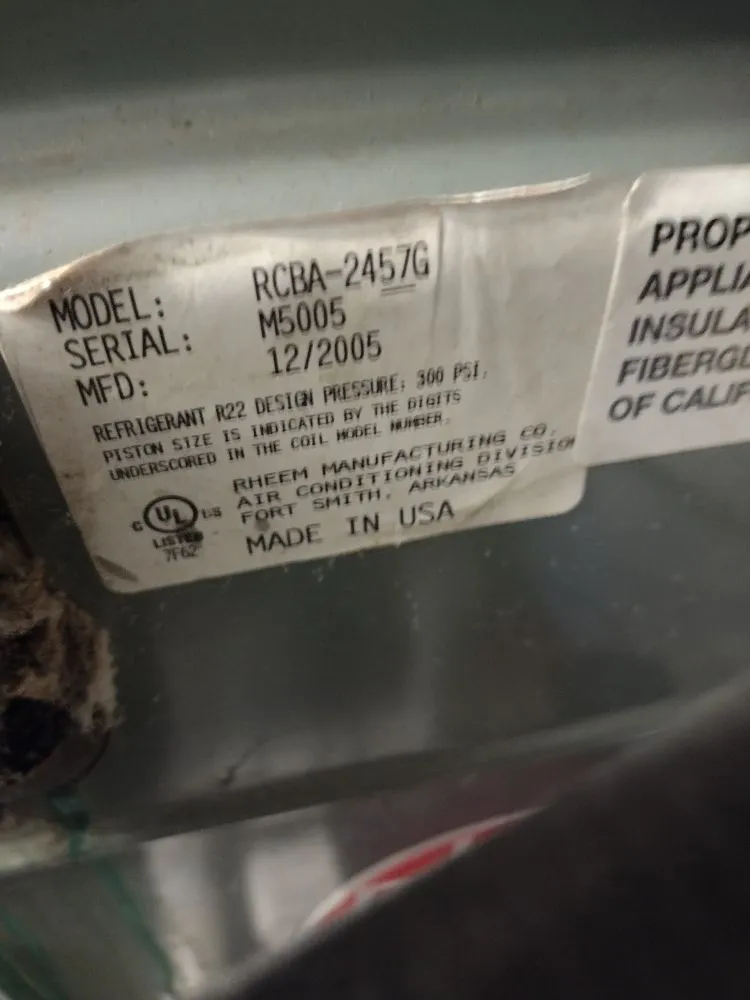 MODEL: RCBA-2457G
SERIAL: M5005
MFD: 12/2005
REFRIGERANT R22 DESIGN PRESSURE: 300 PSI.
PISTON SIZE IS INDICATED BY THE DIGITS
UNDERSCORED IN THE COIL MODEL NUMBER.
RHEEM MANUFACTURING CO.
AIR CONDITIONING DIVISION
FORT SMITH, ARKANSAS
MADE IN USA
C UL US
LISTED
7F62
PROP
APPLIA
INSULA
FIBERGL
OF CALIF